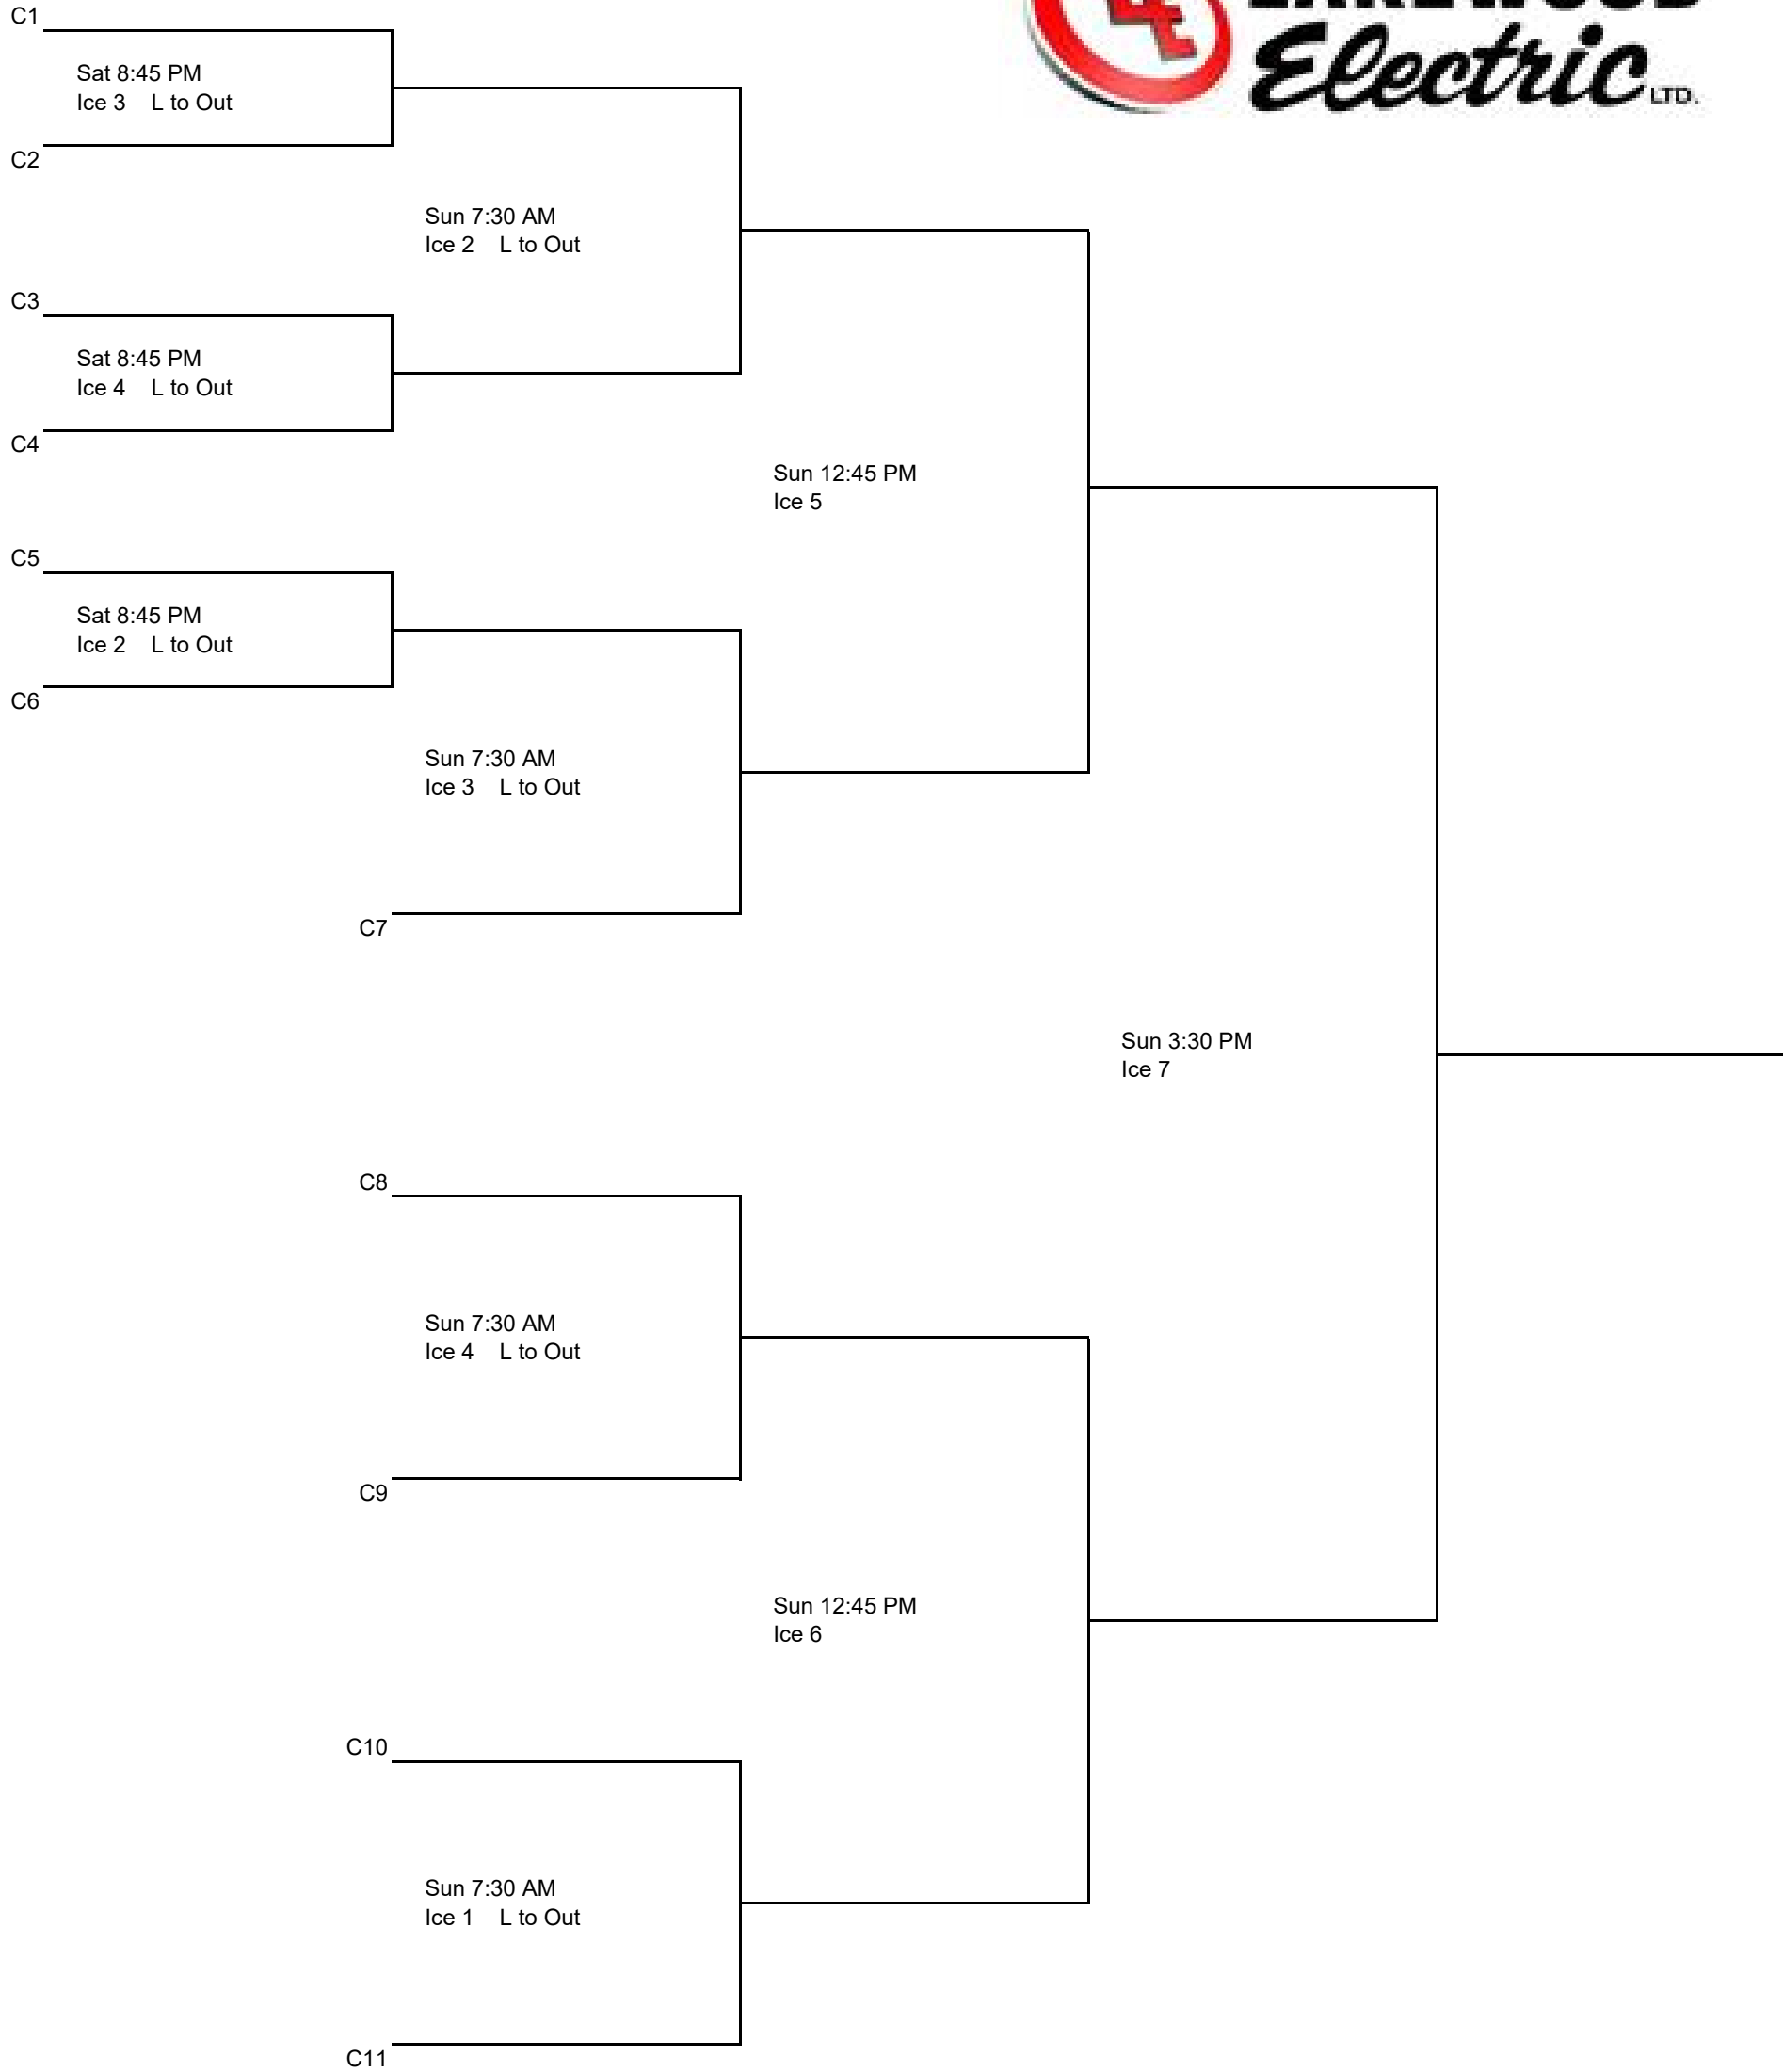 C1
LAKEWOOD
Electric LTD.
Sat 8:45 PM
Ice 3 L to Out
C2
Sun 7:30 AM
Ice 2 L to Out
C3
Sat 8:45 PM
Ice 4 L to Out
C4
Sun 12:45 PM
Ice 5
C5
Sat 8:45 PM
Ice 2 L to Out
C6
Sun 7:30 AM
Ice 3 L to Out
C7
Sun 3:30 PM
Ice 7
C8
Sun 7:30 AM
Ice 4 L to Out
C9
Sun 12:45 PM
Ice 6
C10
Sun 7:30 AM
Ice 1 L to Out
C11